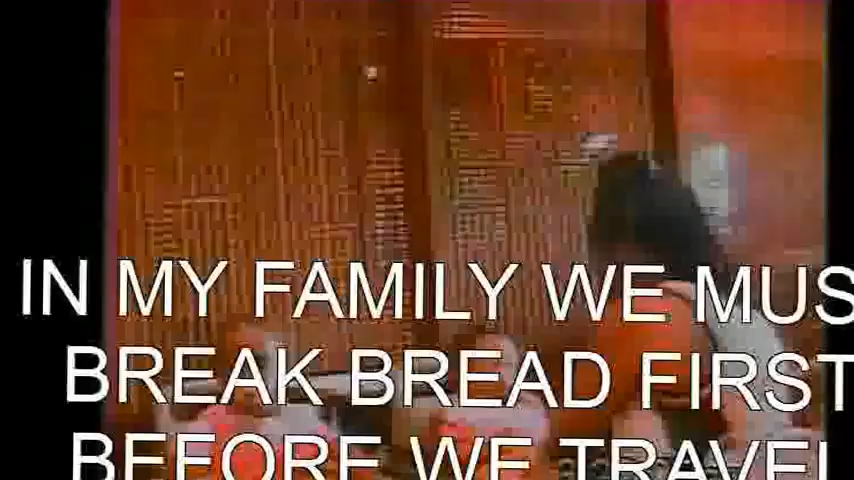 IN MY FAMILY WE MUS
BREAK BREAD FIRST
BEFORE WE TRAVEL